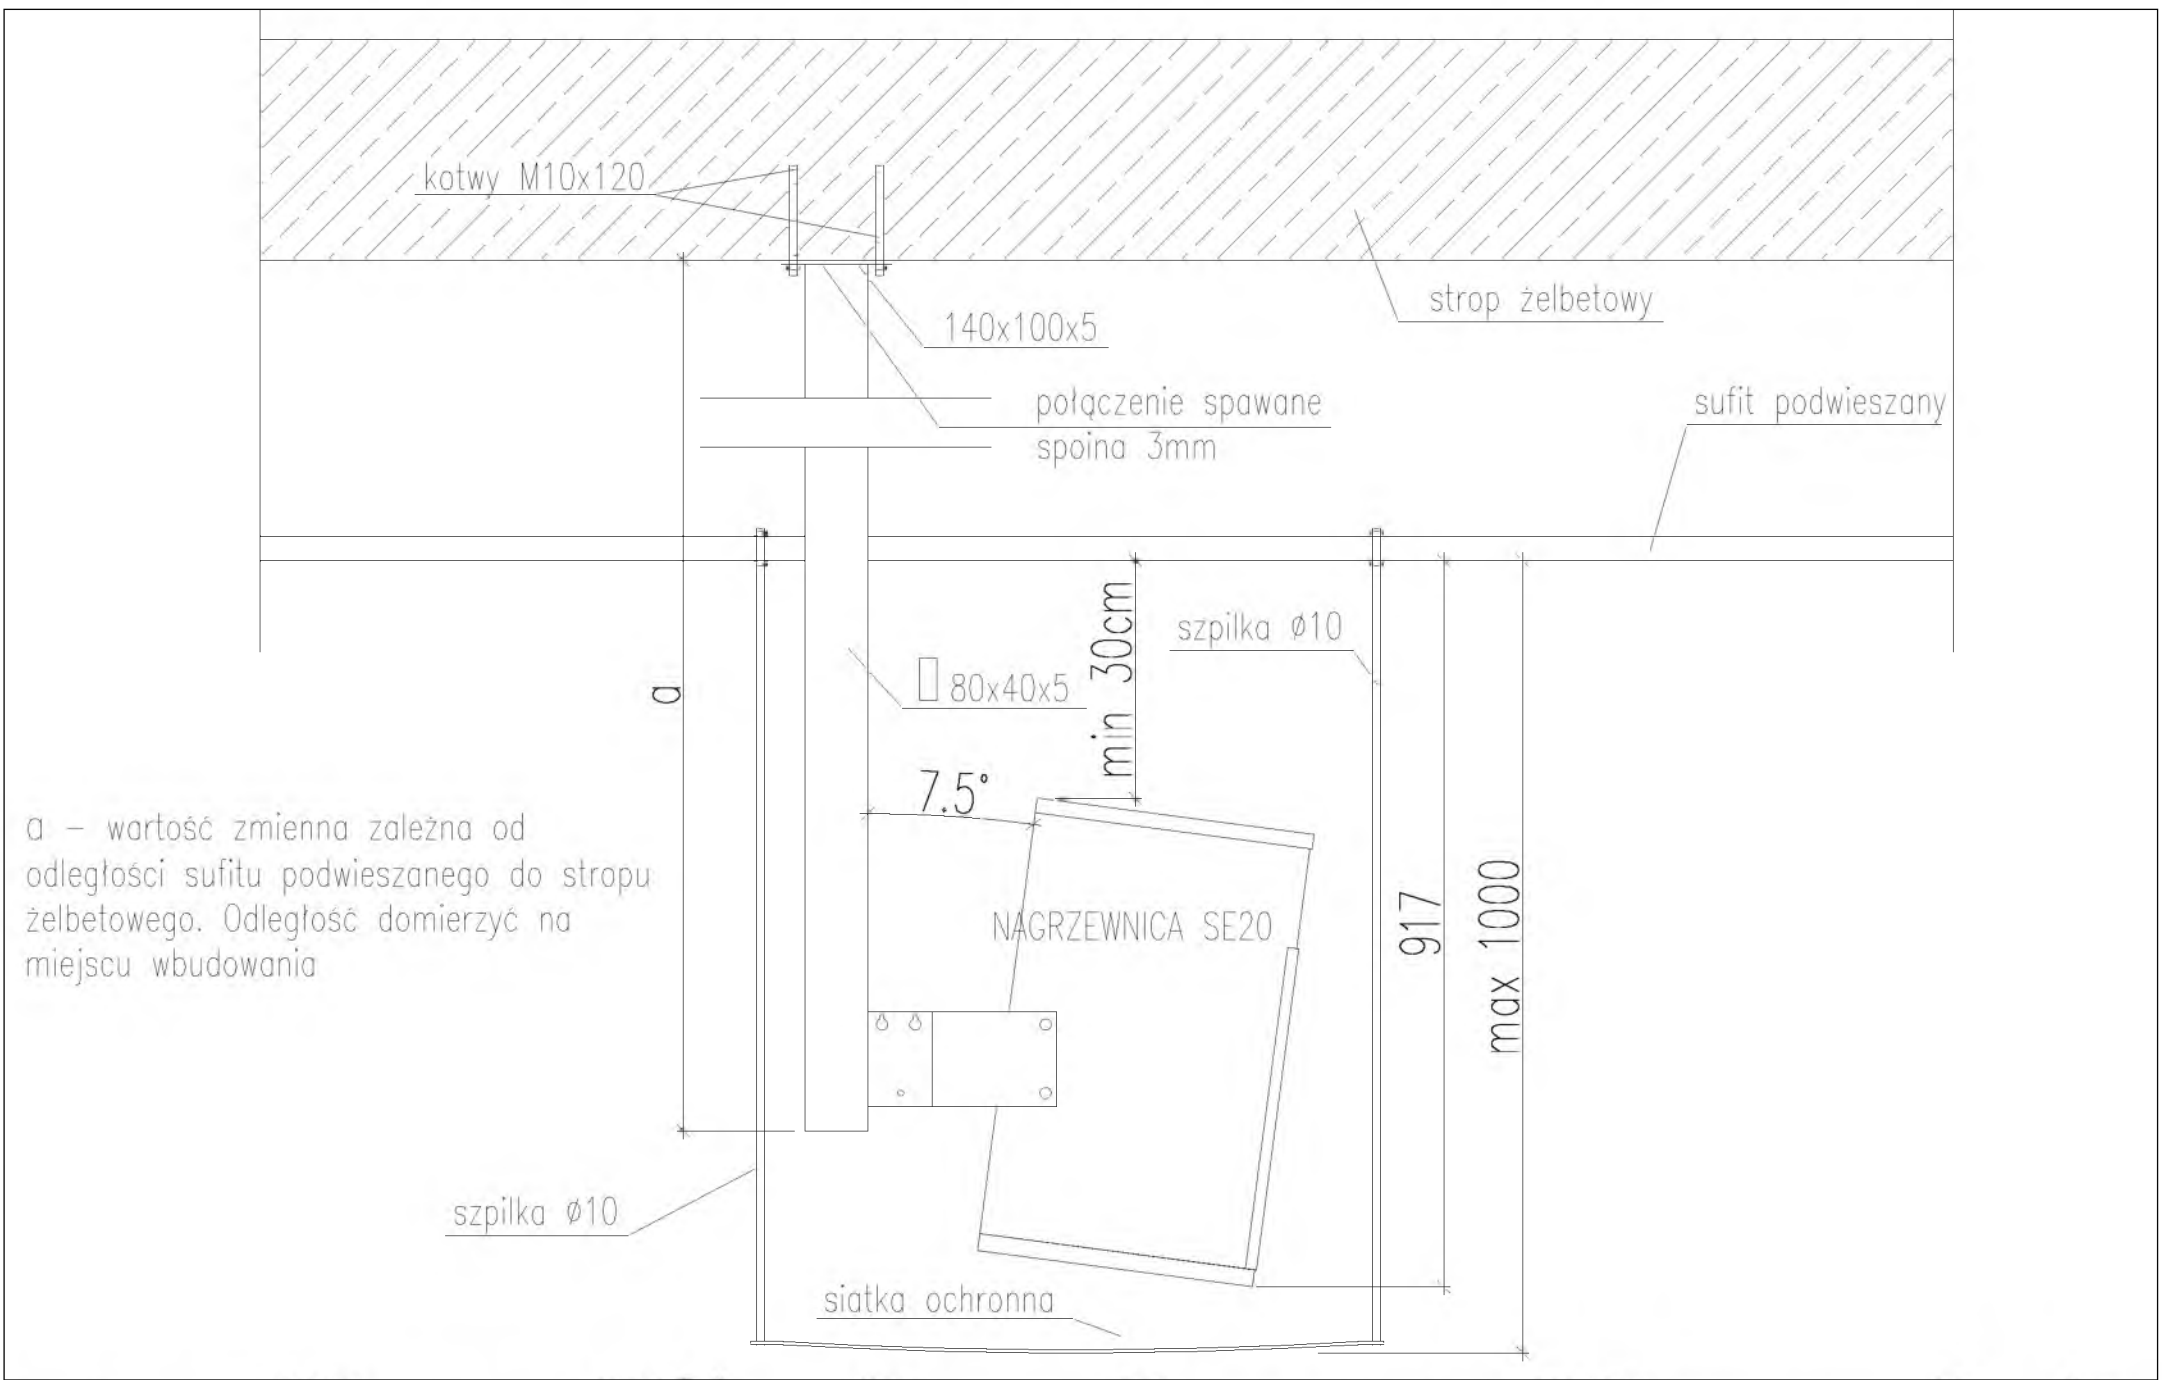 kotwy M10x120
strop żelbetowy
140x100x5
połączenie spawane
spoina 3mm
sufit podwieszany
min 30cm
szpilka ø10
a
80x40x5
7.5°
a – wartość zmienna zależna od
odległości sufitu podwieszanego do stropu
żelbetowego. Odległość domierzyć na
miejscu wbudowania
NAGRZEWNICA SE20
917
max 1000
szpilka ø10
siatka ochronna